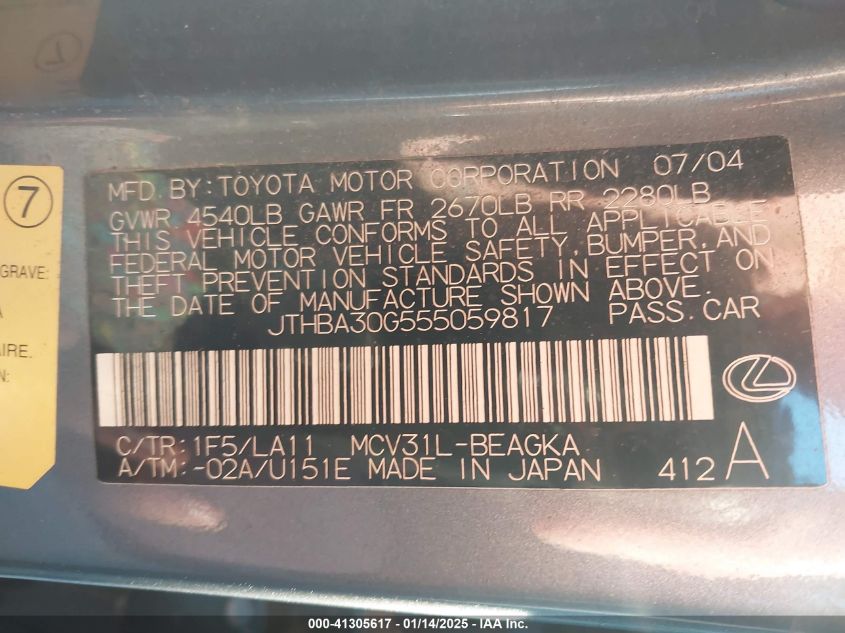 7
GRAVE:
A
AIRE.
N:
MFD. BY: TOYOTA MOTOR CORPORATION 07/04
GVWR 4540LB GAWR FR 2670LB RR 2280LB
THIS VEHICLE CONFORMS TO ALL APPLICABLE
FEDERAL MOTOR VEHICLE SAFETY, BUMPER, AND
THEFT PREVENTION STANDARDS IN EFFECT ON
THE DATE OF MANUFACTURE SHOWN ABOVE.
JTHBA30G555059817 PASS. CAR
C/TR: 1F5/LA11 MCV31L-BEAGKA
A/TM: -02A/U151E MADE IN JAPAN 412 A
000-41305617 - 01/14/2025 - IAA Inc.